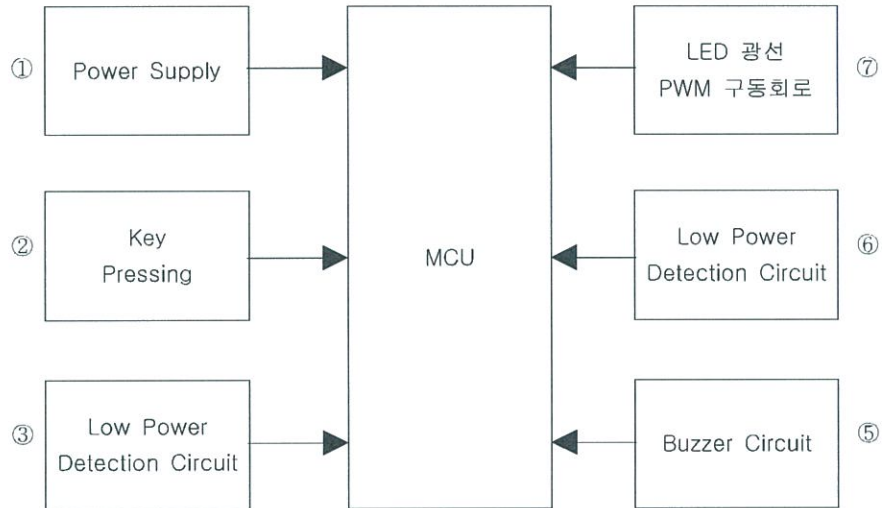 ①
Power Supply
②
Key
Pressing
③
Low Power
Detection Circuit
MCU
LED 광선
PWM 구동회로
⑦
Low Power
Detection Circuit
⑥
Buzzer Circuit
⑤